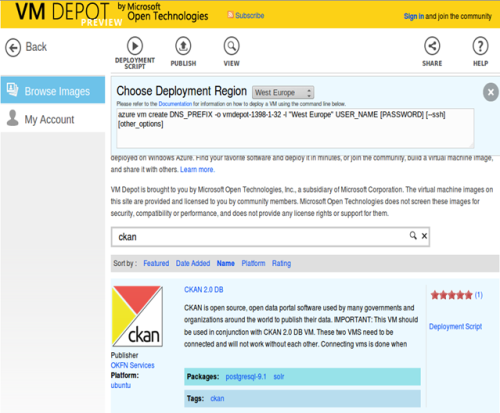 VM DEPOT by Microsoft
PREVIEW Open Technologies
Subscribe
Sign in and join the community
Back
DEPLOYMENT
SCRIPT
PUBLISH
VIEW
SHARE
HELP
Browse Images
My Account
Choose Deployment Region West Europe
Please refer to the Documentation for information on how to deploy a VM using the command line below.
azure vm create DNS_PREFIX -o vmdepot-1398-1-32 -l "West Europe" USER_NAME [PASSWORD] [--ssh]
[other_options]
deployed on Windows Azure. Find your favorite software and deploy it in minutes, or join the community, build a virtual machine image,
and share it with others. Learn more.
VM Depot is brought to you by Microsoft Open Technologies, Inc., a subsidiary of Microsoft Corporation. The virtual machine images on
this site are provided and licensed to you by community members. Microsoft Open Technologies does not screen these images for
security, compatibility or performance, and does not provide any license rights or support for them.
ckan
Sort by : Featured Date Added Name Platform Rating
ckan
CKAN 2.0 DB
(1)
CKAN is open source, open data portal software used by many governments and
organizations around the world to publish their data. IMPORTANT: This VM should
be used in conjunction with CKAN 2.0 DB VM. These two VMS need to be
connected and will not work without each other. Connecting vms is done when
Deployment Script
Publisher
OKFN Services
Platform:
ubuntu
Packages: postgresql-9.1 solr
Tags: ckan